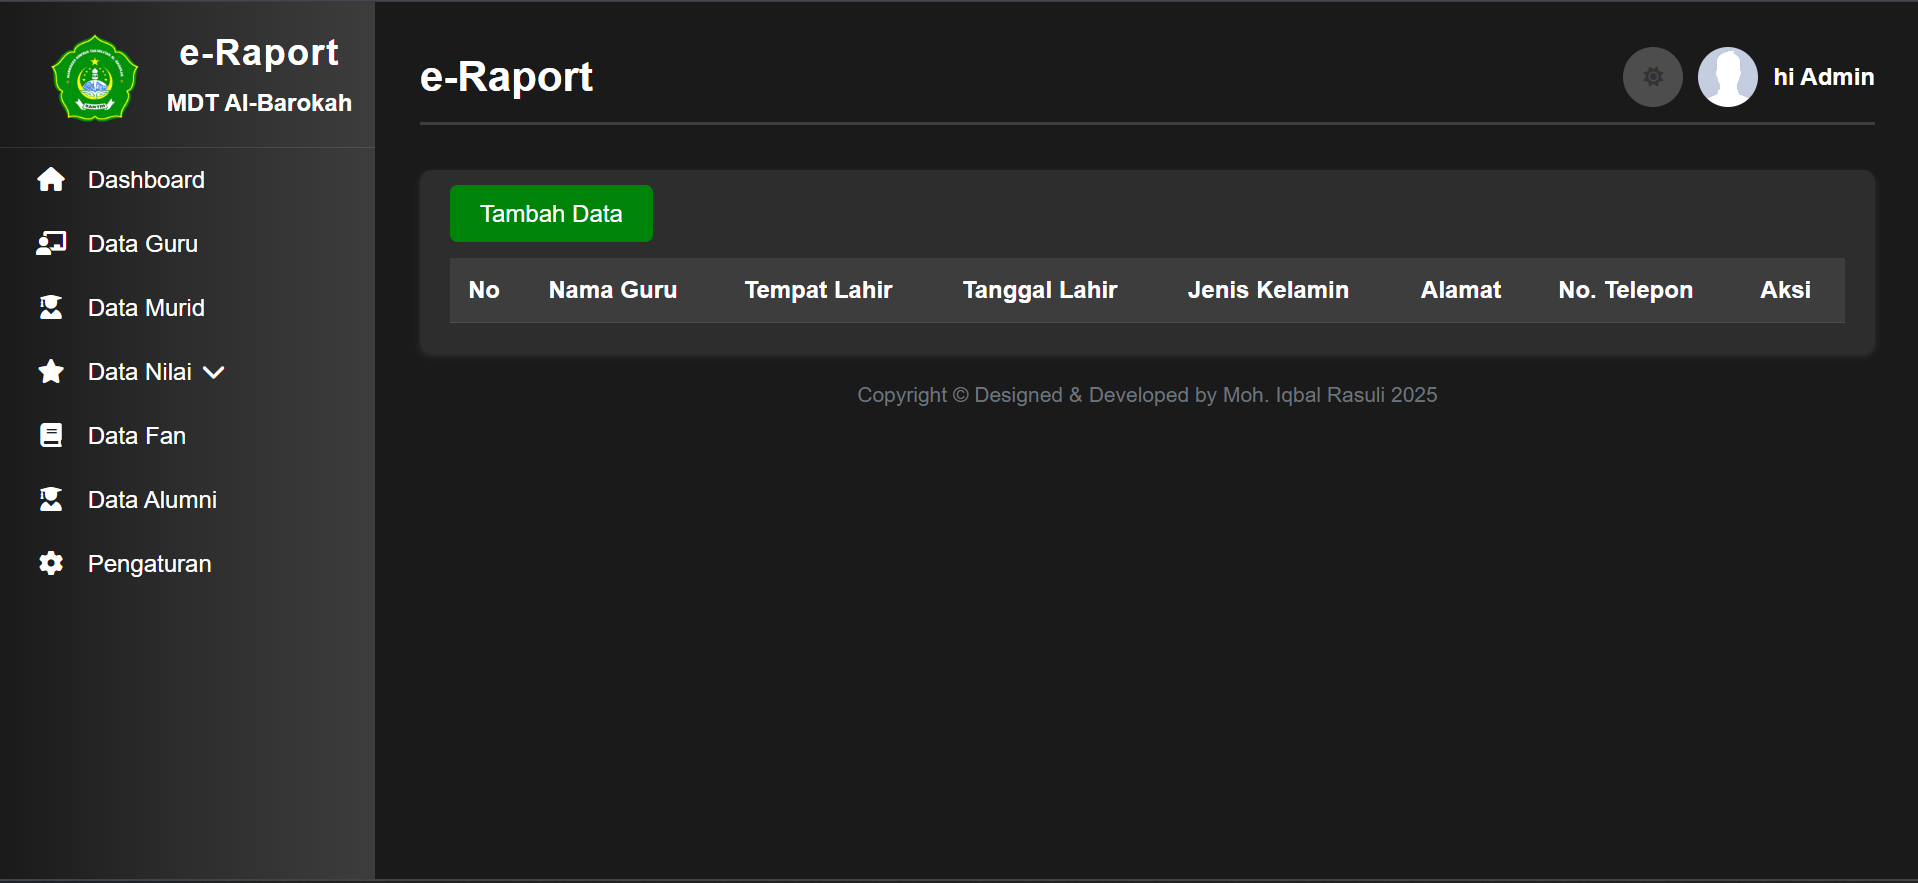 e-Raport
MDT Al-Barokah
Dashboard
Data Guru
Data Murid
Data Nilai
Data Fan
Data Alumni
Pengaturan
e-Raport
hi Admin
Tambah Data
No Nama Guru Tempat Lahir Tanggal Lahir Jenis Kelamin Alamat No. Telepon Aksi
Copyright © Designed & Developed by Moh. Iqbal Rasuli 2025